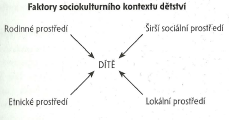 Faktory sociokulturního kontextu dětství
Rodinné prostředí
Širší sociální prostředí
DÍTĚ
Etnické prostředí
Lokální prostředí